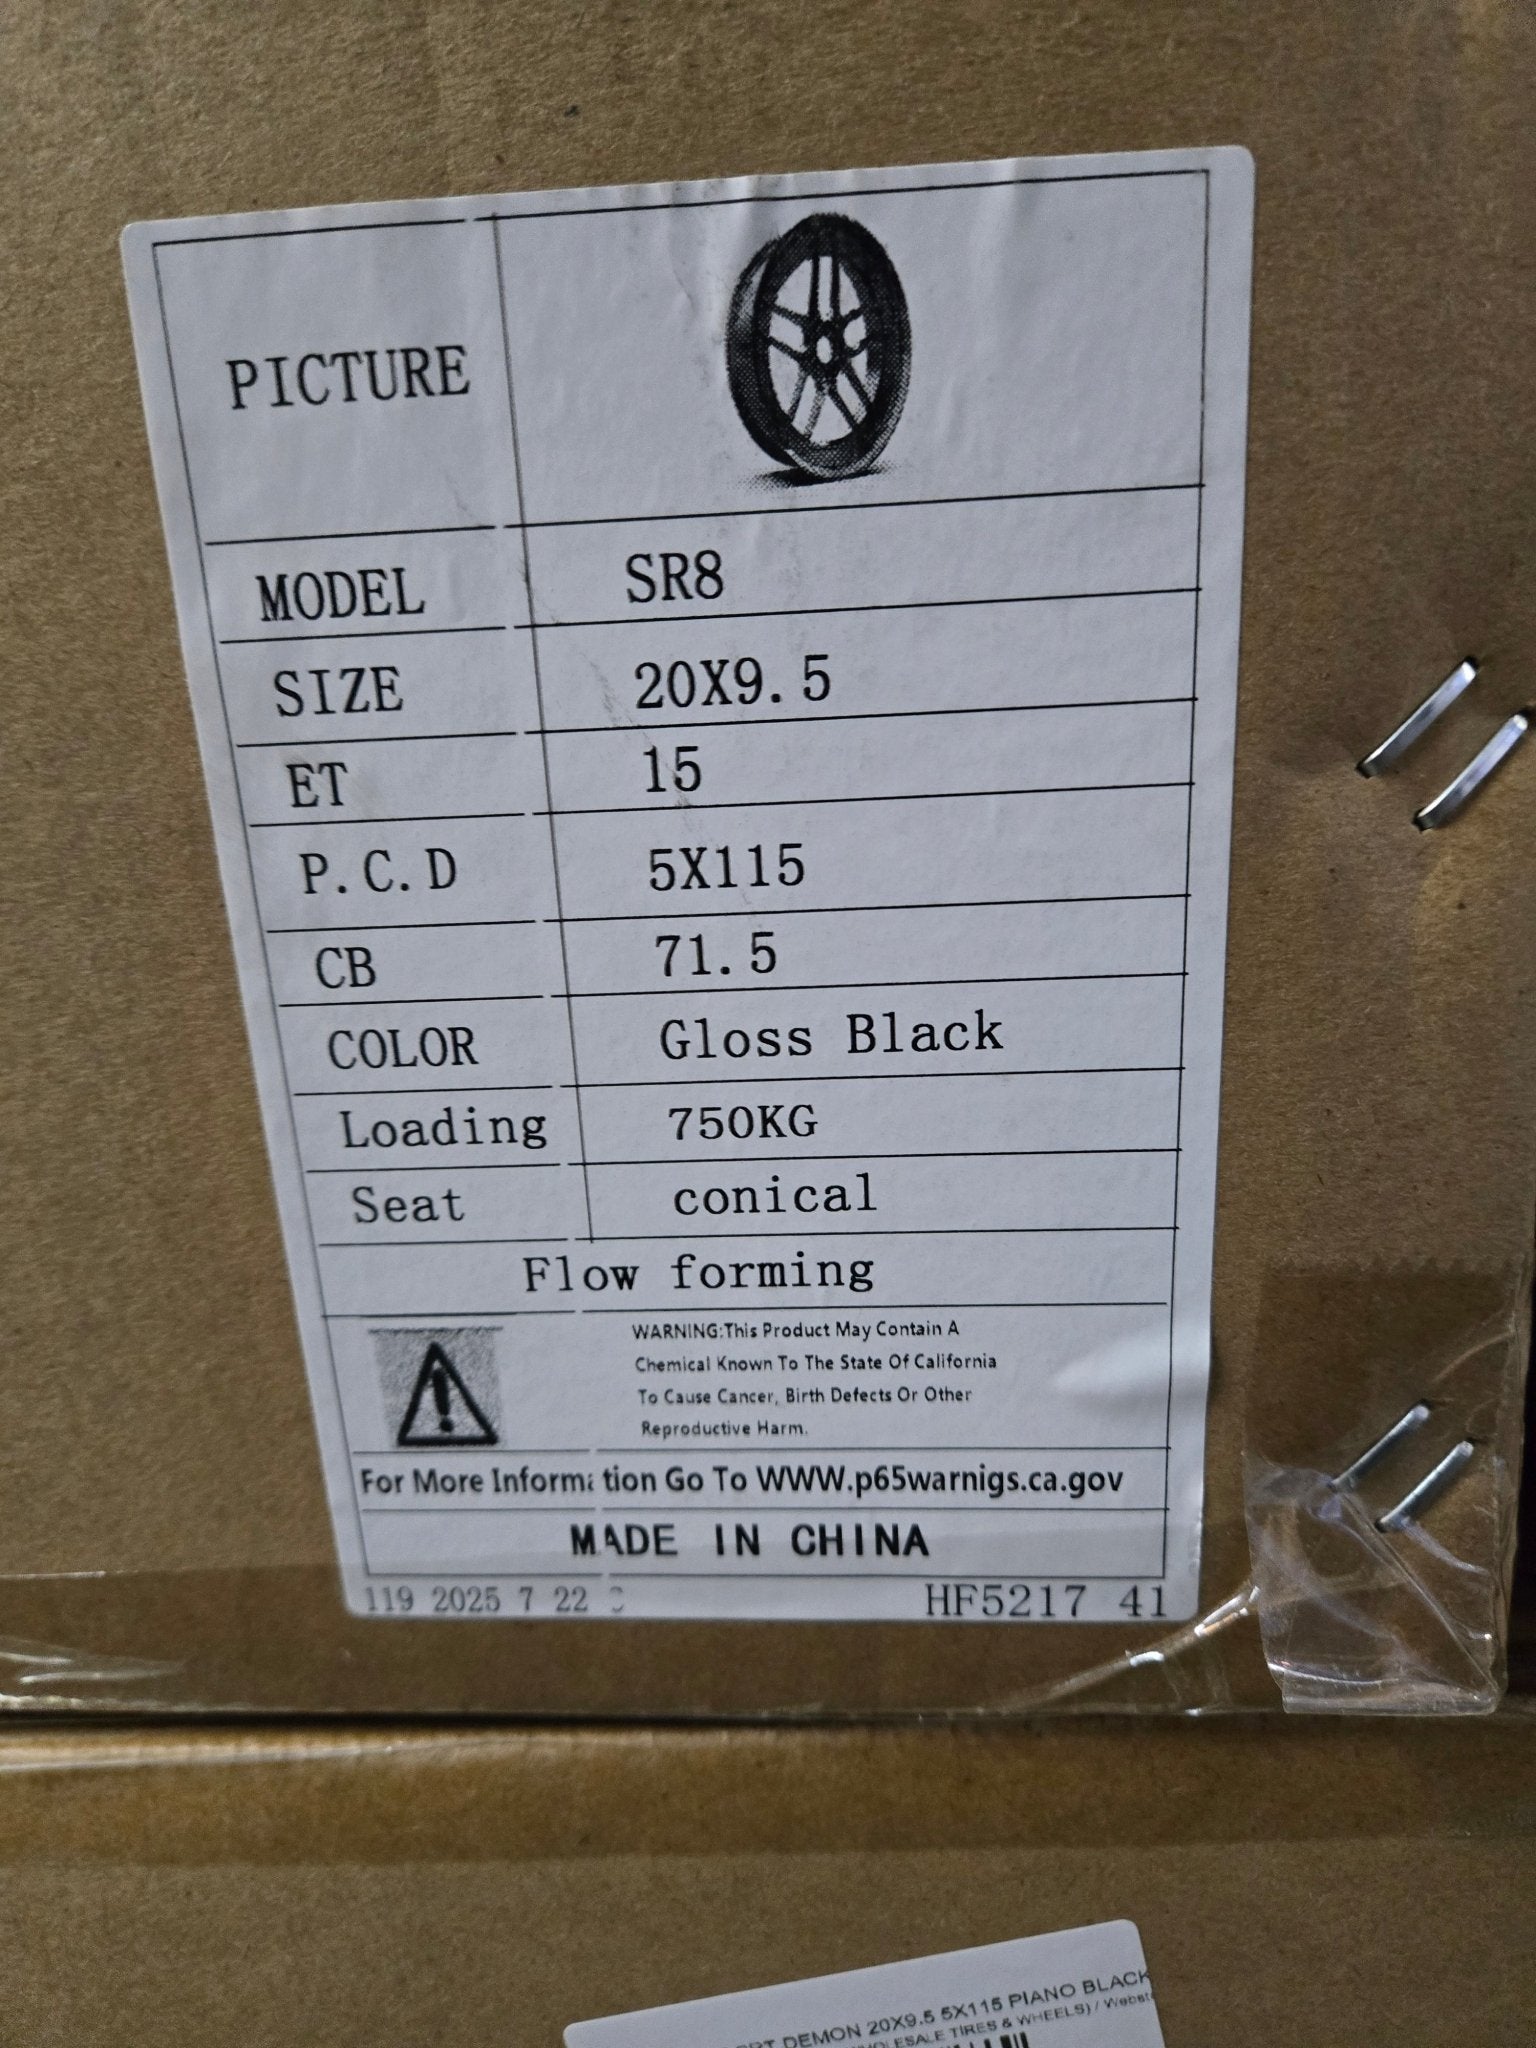 PICTURE
MODEL SR8
SIZE 20X9.5
ET 15
P.C.D 5X115
CB 71.5
COLOR Gloss Black
Loading 750KG
Seat conical
Flow forming
WARNING:This Product May Contain A
Chemical Known To The State Of California
To Cause Cancer, Birth Defects Or Other
Reproductive Harm.
For More Information Go To WWW.p65warnigs.ca.gov
MADE IN CHINA
119 2025 7 22 HF5217 41
DEMON 20X9.5 5X115 PIANO BLACK
TIRES & WHEELS) /